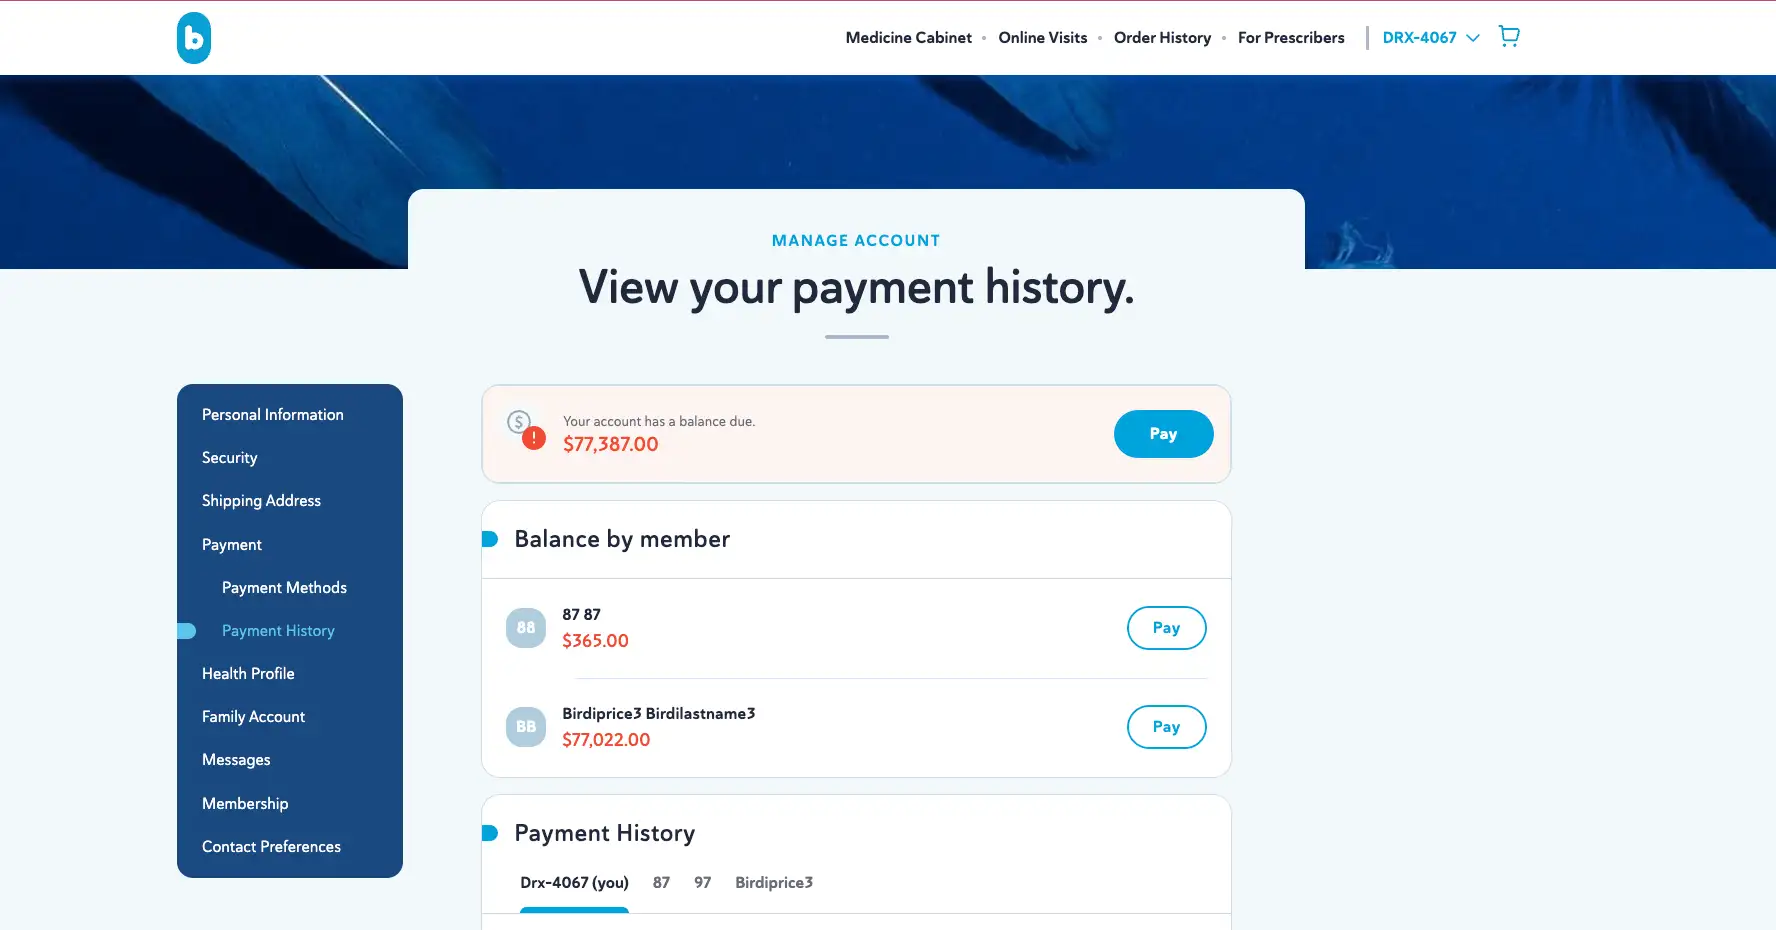 b
Medicine Cabinet • Online Visits • Order History • For Prescribers
DRX-4067
MANAGE ACCOUNT
View your payment history.
Personal Information
Security
Shipping Address
Payment
Payment Methods
Payment History
Health Profile
Family Account
Messages
Membership
Contact Preferences
$ !
Your account has a balance due.
$77,387.00
Pay
Balance by member
88
87 87
$365.00
Pay
BB
Birdiprice3 Birdilastname3
$77,022.00
Pay
Payment History
Drx-4067 (you) 87 97 Birdiprice3